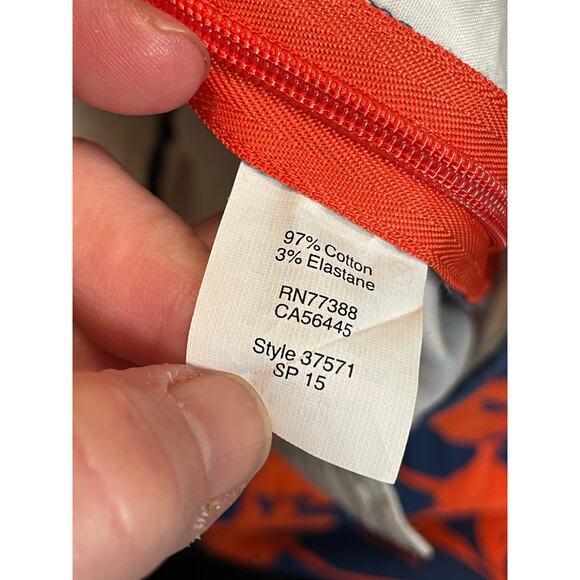 97% Cotton
3% Elastane
RN77388
CA56445
Style 37571
SP 15